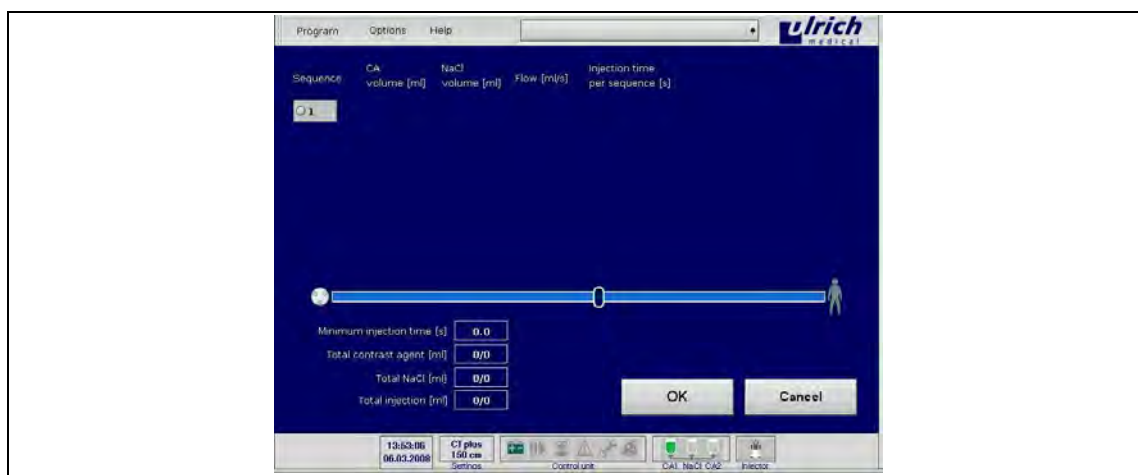 Program Options Help
ulrich
medical
Sequence CA volume [ml] NaCl volume [ml] Flow [ml/s] Injection time per sequence [s]
1
Minimum injection time [s] 0.0
Total contrast agent [ml] 0/0
Total NaCl [ml] 0/0
Total injection [ml] 0/0
OK Cancel
13:53:06 CT plus
06.03.2008 150 cm
Settings Control unit CA1 NaCl CA2 Injector